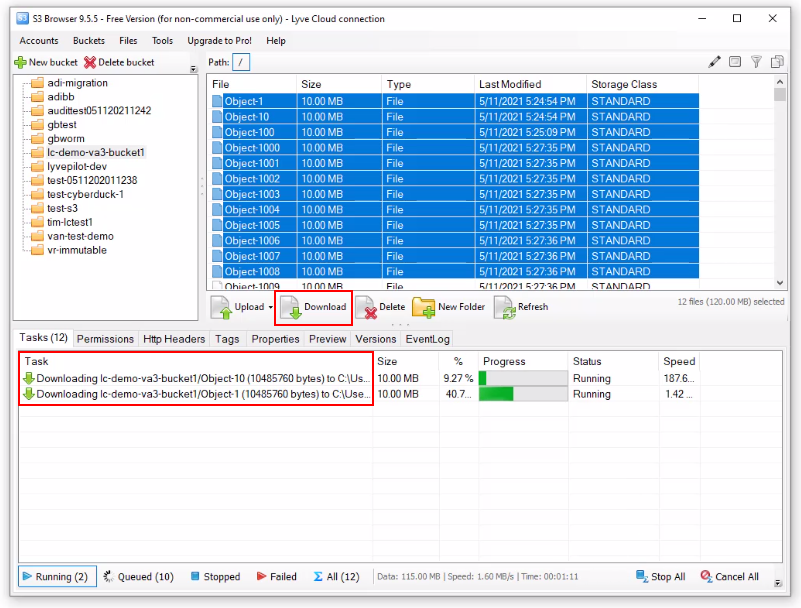 S3 Browser 9.5.5 - Free Version (for non-commercial use only) - Lyve Cloud connection
Accounts Buckets Files Tools Upgrade to Pro! Help
New bucket Delete bucket
Path: /
adi-migration
adibb
audittest051120211242
gbtest
gbworm
lc-demo-va3-bucket1
lyvepilot-dev
test-0511202011238
test-cyberduck-1
test-s3
tim-lctest1
van-test-demo
vr-immutable
File Size Type Last Modified Storage Class
Object-1 10.00 MB File 5/11/2021 5:24:54 PM STANDARD
Object-10 10.00 MB File 5/11/2021 5:24:54 PM STANDARD
Object-100 10.00 MB File 5/11/2021 5:25:09 PM STANDARD
Object-1000 10.00 MB File 5/11/2021 5:27:35 PM STANDARD
Object-1001 10.00 MB File 5/11/2021 5:27:35 PM STANDARD
Object-1002 10.00 MB File 5/11/2021 5:27:35 PM STANDARD
Object-1003 10.00 MB File 5/11/2021 5:27:35 PM STANDARD
Object-1004 10.00 MB File 5/11/2021 5:27:35 PM STANDARD
Object-1005 10.00 MB File 5/11/2021 5:27:35 PM STANDARD
Object-1006 10.00 MB File 5/11/2021 5:27:36 PM STANDARD
Object-1007 10.00 MB File 5/11/2021 5:27:36 PM STANDARD
Object-1008 10.00 MB File 5/11/2021 5:27:36 PM STANDARD
Object-1009 10.00 MB File 5/11/2021 5:27:36 PM STANDARD
Upload Download Delete New Folder Refresh 12 files (120.00 MB) selected
Tasks (12) Permissions Http Headers Tags Properties Preview Versions EventLog
Task Size % Progress Status Speed
Downloading lc-demo-va3-bucket1/Object-10 (10485760 bytes) to C:\Us... 10.00 MB 9.27 % Running 187.6...
Downloading lc-demo-va3-bucket1/Object-1 (10485760 bytes) to C:\Use... 10.00 MB 40.7... Running 1.42 ...
Running (2) Queued (10) Stopped Failed All (12) Data: 115.00 MB | Speed: 1.60 MB/s | Time: 00:01:11 Stop All Cancel All